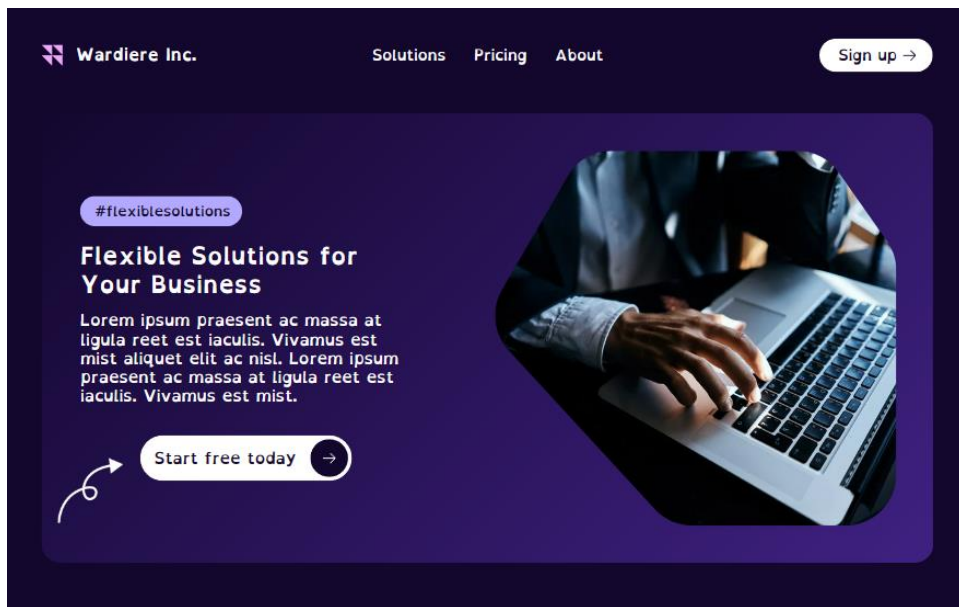 Wardiere Inc.
Solutions
Pricing
About
Sign up →
#flexiblesolutions
Flexible Solutions for
Your Business
Lorem ipsum praesent ac massa at
ligula reet est iaculis. Vivamus est
mist aliquet elit ac nisl. Lorem ipsum
praesent ac massa at ligula reet est
iaculis. Vivamus est mist.
Start free today